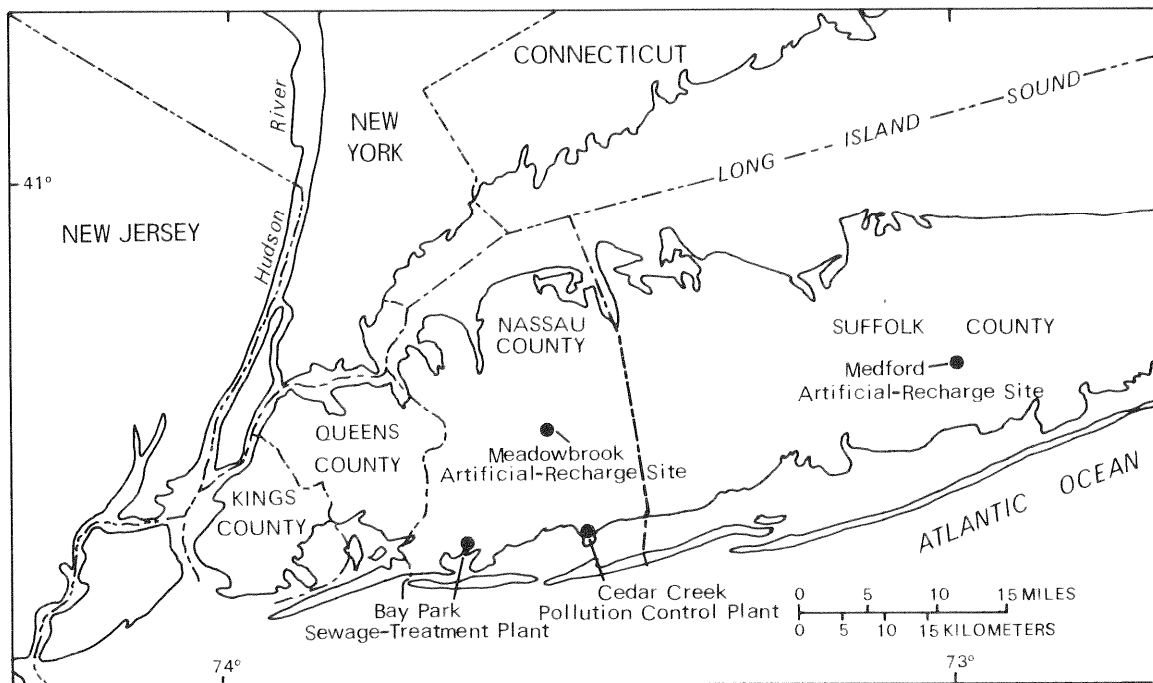 CONNECTICUT
River
NEW
YORK
SOUND
ISLAND
LONG
41°
NEW JERSEY
Hudson
NASSAU
COUNTY
SUFFOLK COUNTY
Medford
Artificial-Recharge Site
QUEENS
COUNTY
Meadowbrook
Artificial-Recharge Site
KINGS
COUNTY
ATLANTIC OCEAN
Bay Park
Sewage-Treatment Plant
Cedar Creek
Pollution Control Plant
0 5 10 15 MILES
0 5 10 15 KILOMETERS
74°
73°